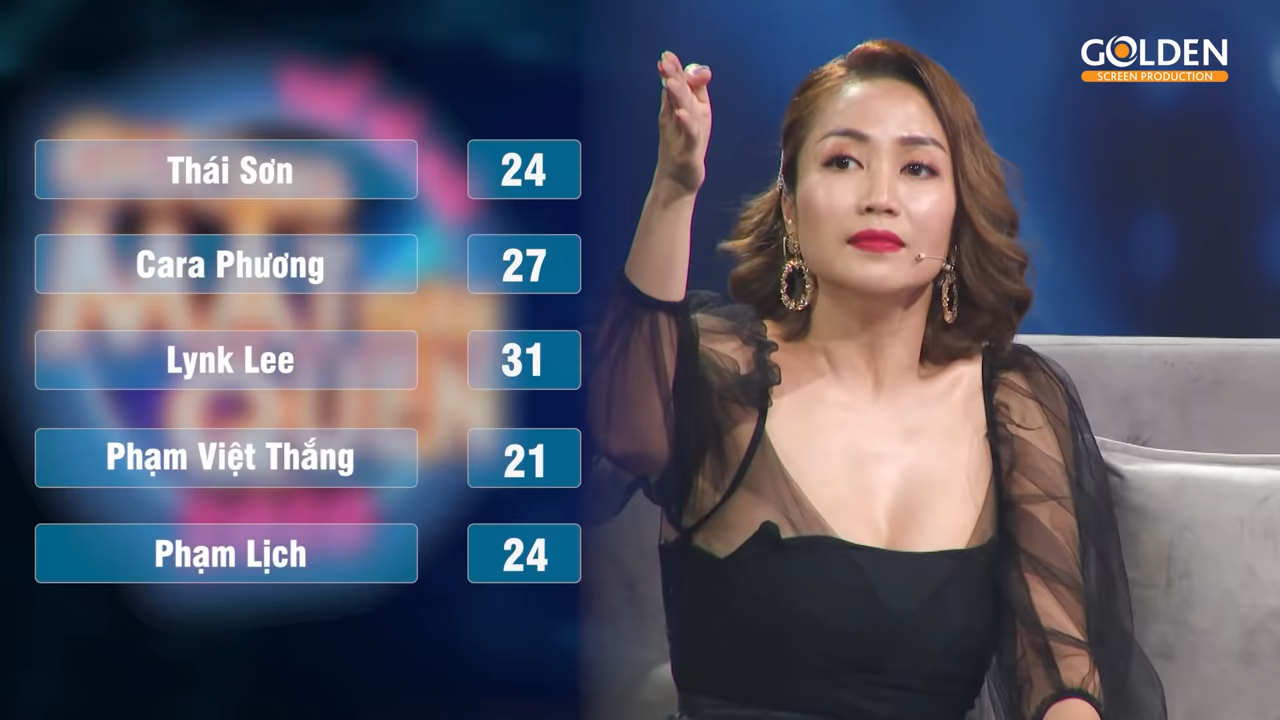 GOLDEN
SCREEN PRODUCTION
Thái Sơn 24
Cara Phương 27
Lynk Lee 31
Phạm Việt Thắng 21
Phạm Lịch 24